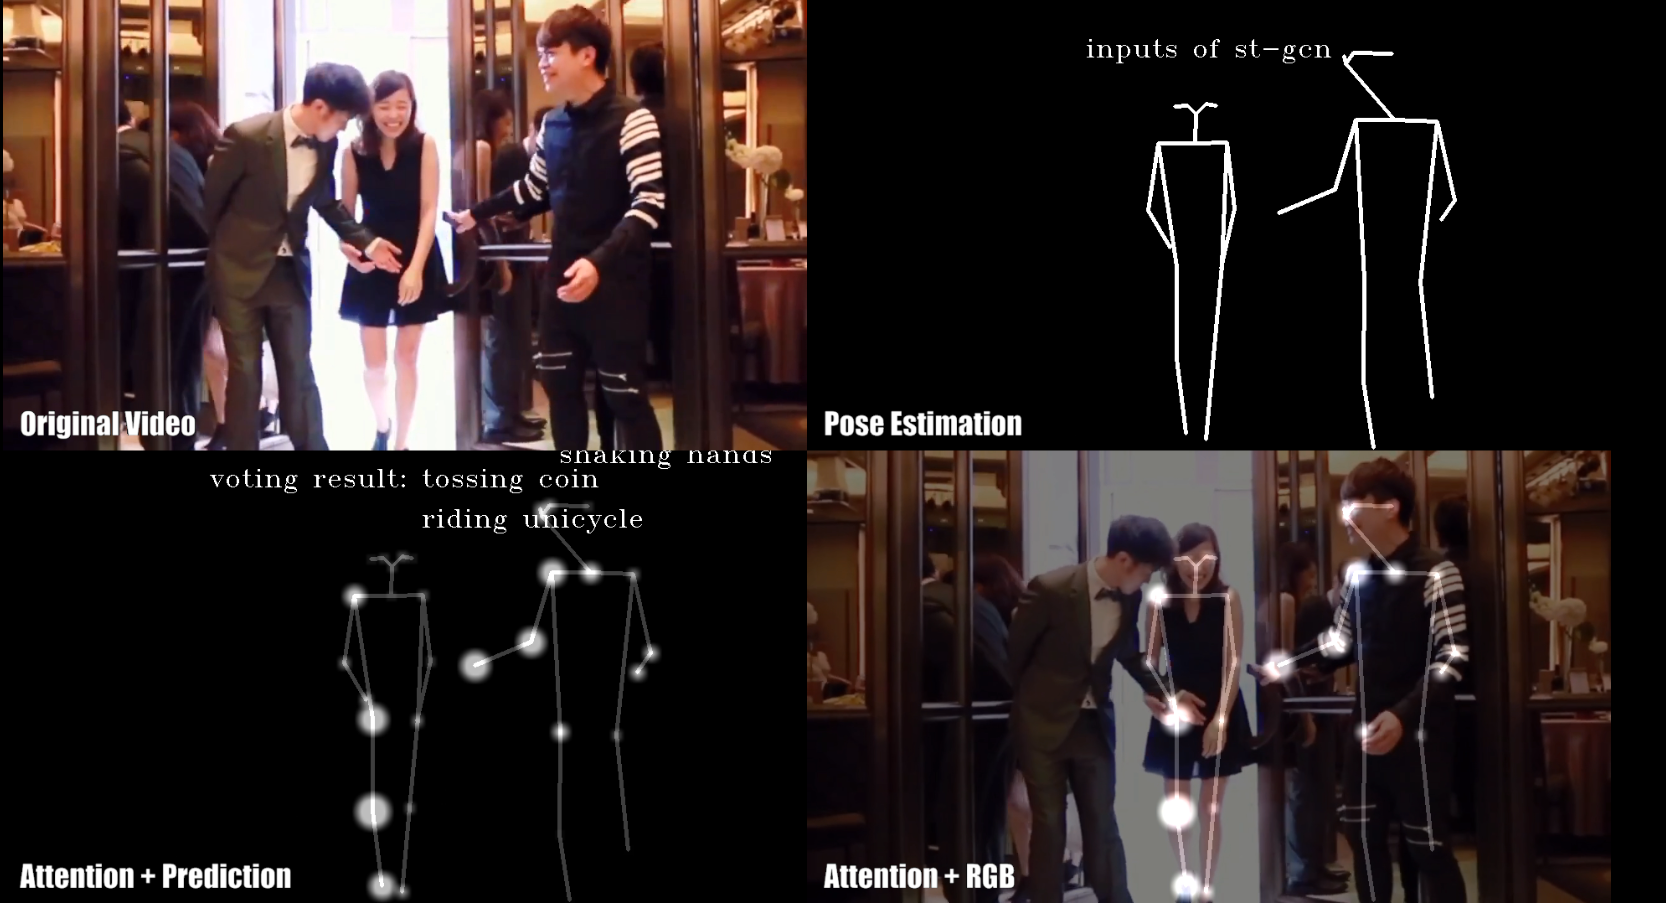 Original Video
inputs of st-gcn
Pose Estimation
shaking hands
voting result: tossing coin
riding unicycle
Attention + Prediction
Attention + RGB